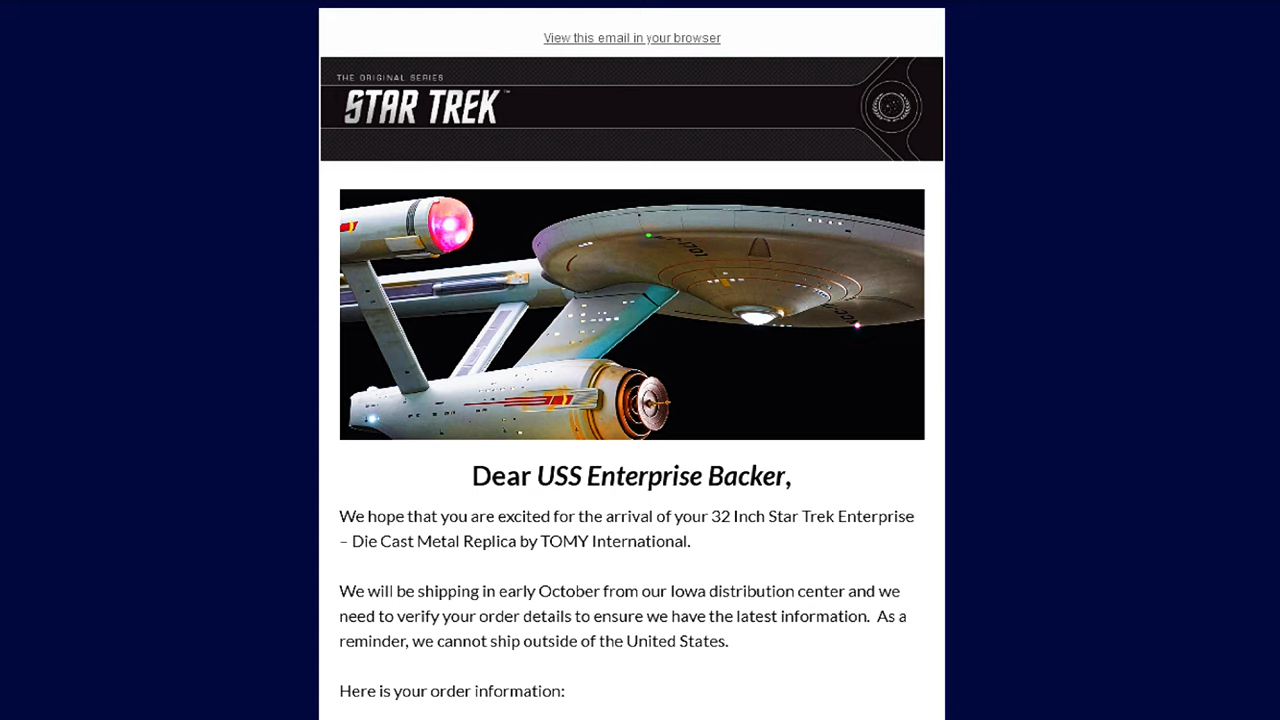 View this email in your browser
THE ORIGINAL SERIES
STAR TREK™
Dear USS Enterprise Backer,
We hope that you are excited for the arrival of your 32 Inch Star Trek Enterprise
– Die Cast Metal Replica by TOMY International.
We will be shipping in early October from our Iowa distribution center and we
need to verify your order details to ensure we have the latest information.  As a
reminder, we cannot ship outside of the United States.
Here is your order information: